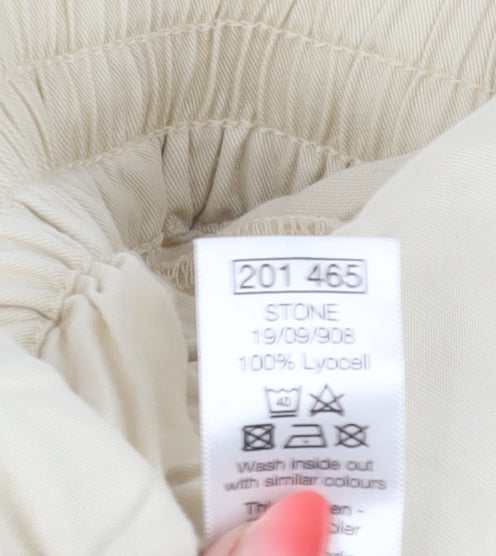 201 465
STONE
19/09/908
100% Lyocell
40
Wash inside out
with similar colours